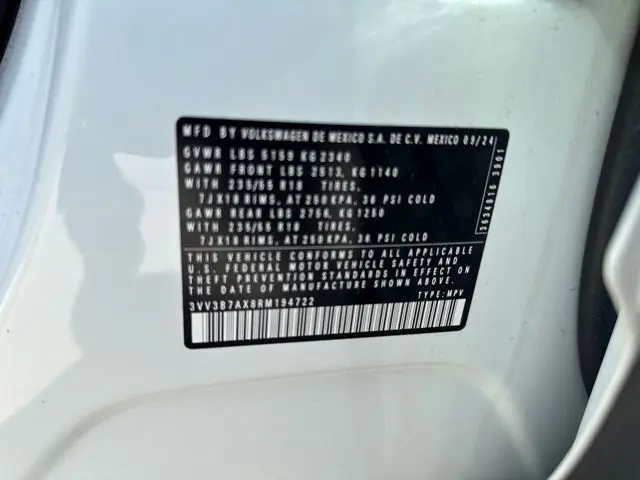 MFD BY VOLKSWAGEN DE MEXICO S.A. DE C.V. MEXICO 03/24
GVWR LBS 5159 KG 2340
GAWR FRONT LBS 2513, KG 1140
WITH 235/55 R18 TIRES.
7JX18 RIMS, AT 250 KPA, 36 PSI COLD
GAWR REAR LBS 2756, KG 1250
WITH 235/55 R18 TIRES.
7JX18 RIMS, AT 250 KPA, 36 PSI COLD
THIS VEHICLE CONFORMS TO ALL APPLICABLE
U.S. FEDERAL MOTOR VEHICLE SAFETY AND
THEFT PREVENTION STANDARDS IN EFFECT ON
THE DATE OF MANUFACTURE SHOWN ABOVE.
3VV3B7AX8RM194722 TYPE: MPV
3634816 3901